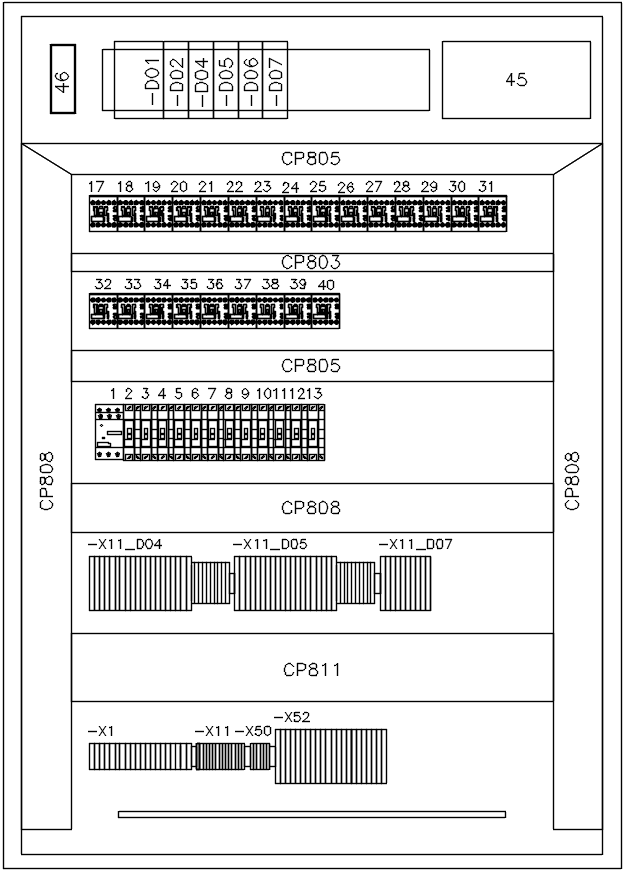 46
-D01 -D02 -D04 -D05 -D06 -D07
45
CP805
17 18 19 20 21 22 23 24 25 26 27 28 29 30 31
CP803
32 33 34 35 36 37 38 39 40
CP805
1 2 3 4 5 6 7 8 9 10 11 12 13
CP808
CP808
CP808
-X11_D04 -X11_D05 -X11_D07
CP811
-X52
-X1 -X11 -X50